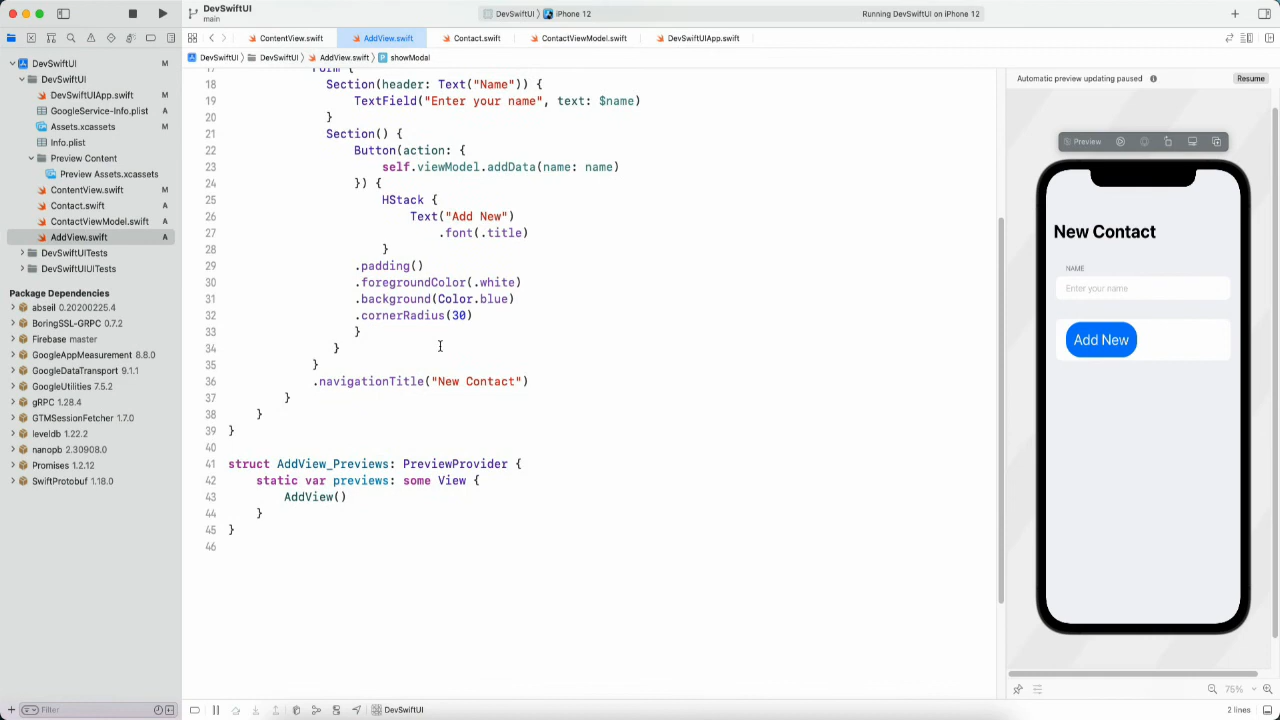 DevSwiftUI
main
DevSwiftUI
iPhone 12
Running DevSwiftUI on iPhone 12
ContentView.swift
AddView.swift
Contact.swift
ContactViewModel.swift
DevSwiftUIApp.swift
DevSwiftUI
DevSwiftUI
AddView.swift
showModal
DevSwiftUI M
DevSwiftUI
DevSwiftUIApp.swift M
GoogleService-Info.plist A
Assets.xcassets M
Info.plist
Preview Content
Preview Assets.xcassets
ContentView.swift M
Contact.swift A
ContactViewModel.swift A
AddView.swift A
DevSwiftUITests
DevSwiftUIUITests
Package Dependencies
abseil 0.20200225.4
BoringSSL-GRPC 0.7.2
Firebase master
GoogleAppMeasurement 8.8.0
GoogleDataTransport 9.1.1
GoogleUtilities 7.5.2
gRPC 1.28.4
GTMSessionFetcher 1.7.0
leveldb 1.22.2
nanopb 2.30908.0
Promises 1.2.12
SwiftProtobuf 1.18.0
Filter
17 Form {
18 Section(header: Text("Name")) {
19 TextField("Enter your name", text: $name)
20 }
21 Section() {
22 Button(action: {
23 self.viewModel.addData(name: name)
24 }) {
25 HStack {
26 Text("Add New")
27 .font(.title)
28 }
29 .padding()
30 .foregroundColor(.white)
31 .background(Color.blue)
32 .cornerRadius(30)
33 }
34 }
35 }
36 .navigationTitle("New Contact")
37 }
38 }
39 }
40
41 struct AddView_Previews: PreviewProvider {
42 static var previews: some View {
43 AddView()
44 }
45 }
46
Automatic preview updating paused
Resume
Preview
New Contact
NAME
Enter your name
Add New
75%
DevSwiftUI
2 lines